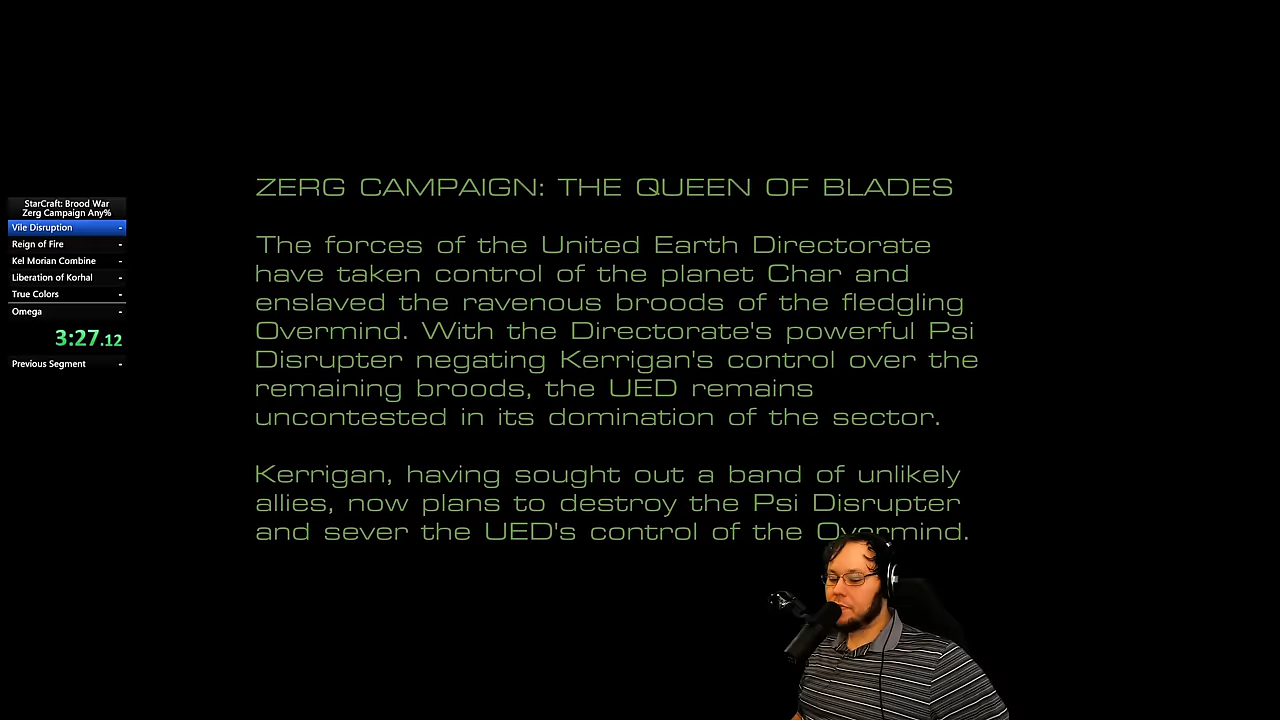 ZERG CAMPAIGN: THE QUEEN OF BLADES
The forces of the United Earth Directorate
have taken control of the planet Char and
enslaved the ravenous broods of the fledgling
Overmind. With the Directorate's powerful Psi
Disrupter negating Kerrigan's control over the
remaining broods, the UED remains
uncontested in its domination of the sector.
Kerrigan, having sought out a band of unlikely
allies, now plans to destroy the Psi Disrupter
and sever the UED's control of the Overmind.
StarCraft: Brood War
Zerg Campaign Any%
Vile Disruption -
Reign of Fire -
Kel Morian Combine -
Liberation of Korhal -
True Colors -
Omega -
3:27.12
Previous Segment -